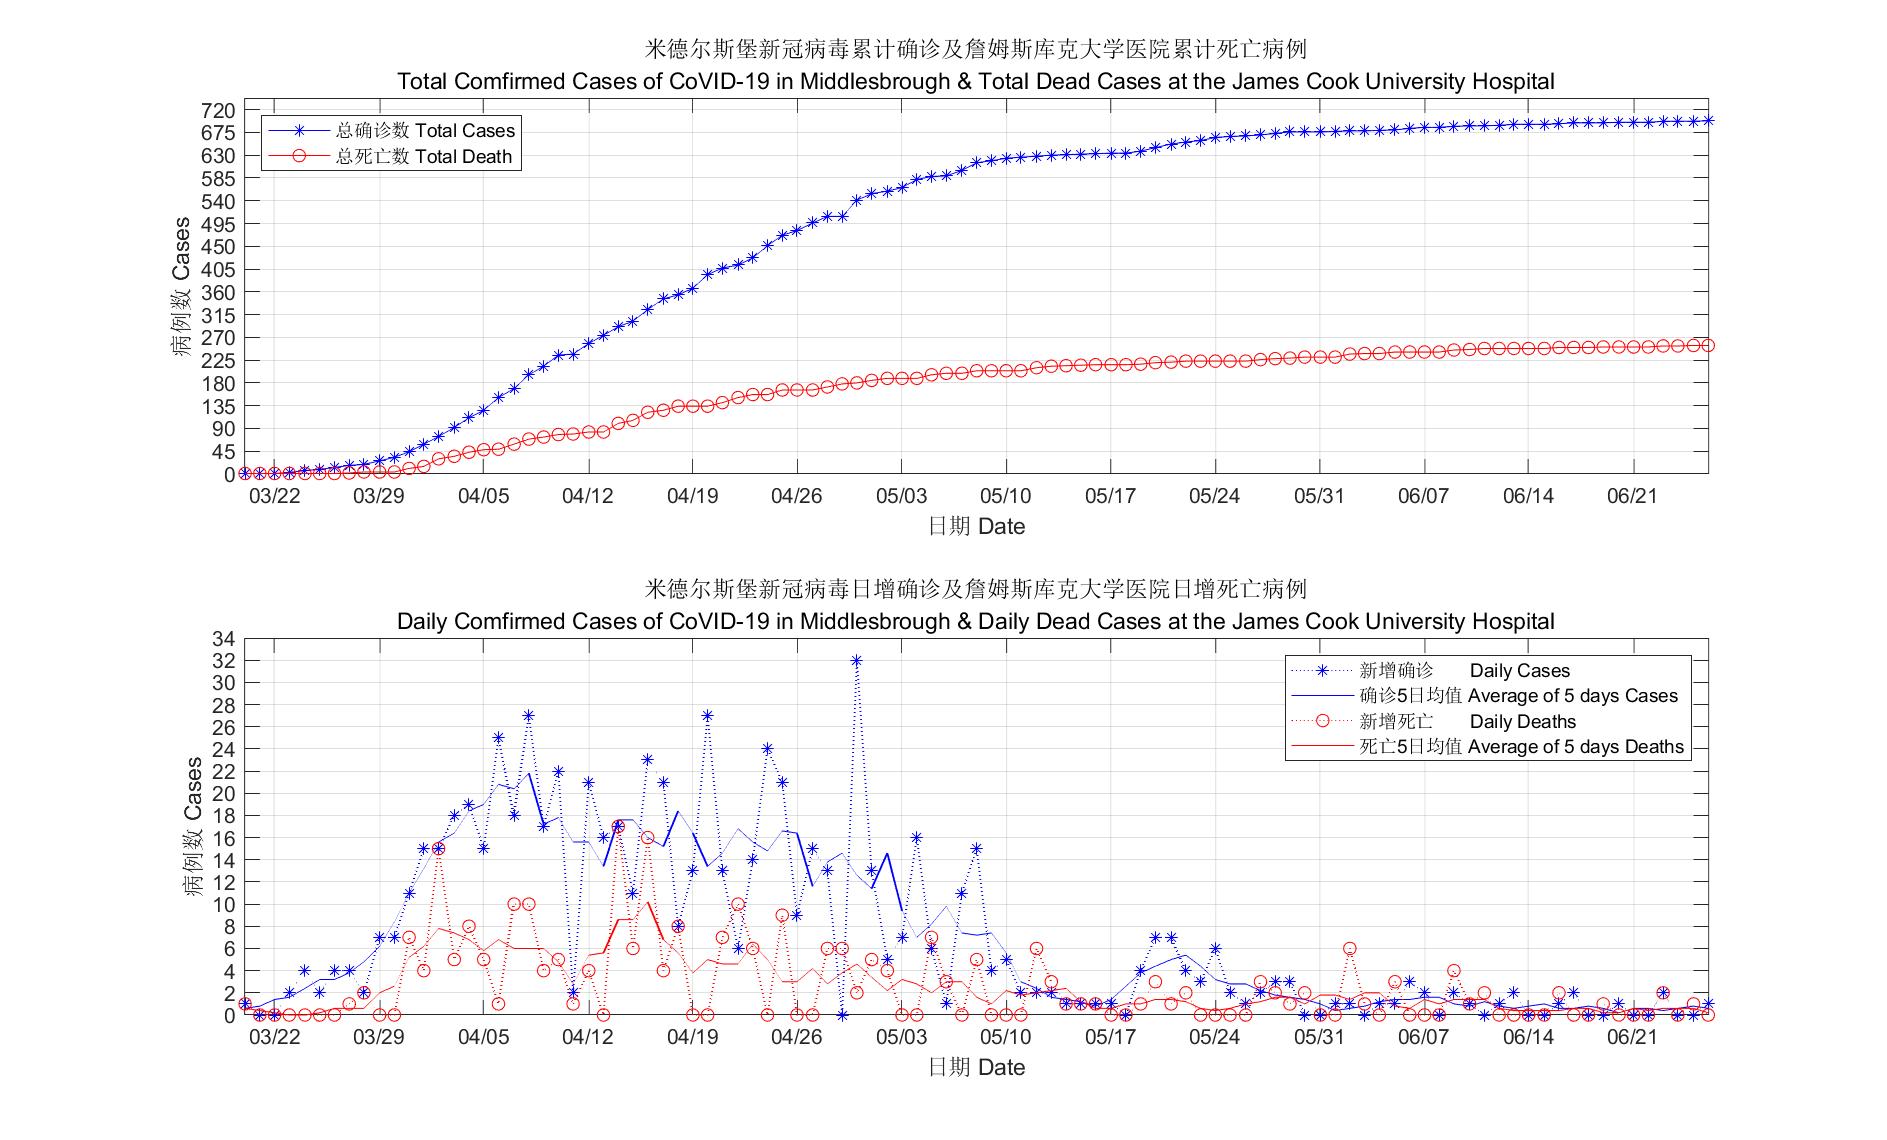 米德尔斯堡新冠病毒累计确诊及詹姆斯库克大学医院累计死亡病例
Total Comfirmed Cases of CoVID-19 in Middlesbrough & Total Dead Cases at the James Cook University Hospital
720
675
630
585
540
495
450
405
360
315
270
225
180
135
90
45
0
病例数 Cases
总确诊数 Total Cases
总死亡数 Total Death
03/22 03/29 04/05 04/12 04/19 04/26 05/03 05/10 05/17 05/24 05/31 06/07 06/14 06/21
日期 Date
米德尔斯堡新冠病毒日增确诊及詹姆斯库克大学医院日增死亡病例
Daily Comfirmed Cases of CoVID-19 in Middlesbrough & Daily Dead Cases at the James Cook University Hospital
34
32
30
28
26
24
22
20
18
16
14
12
10
8
6
4
2
0
病例数 Cases
新增确诊 Daily Cases
确诊5日均值 Average of 5 days Cases
新增死亡 Daily Deaths
死亡5日均值 Average of 5 days Deaths
03/22 03/29 04/05 04/12 04/19 04/26 05/03 05/10 05/17 05/24 05/31 06/07 06/14 06/21
日期 Date